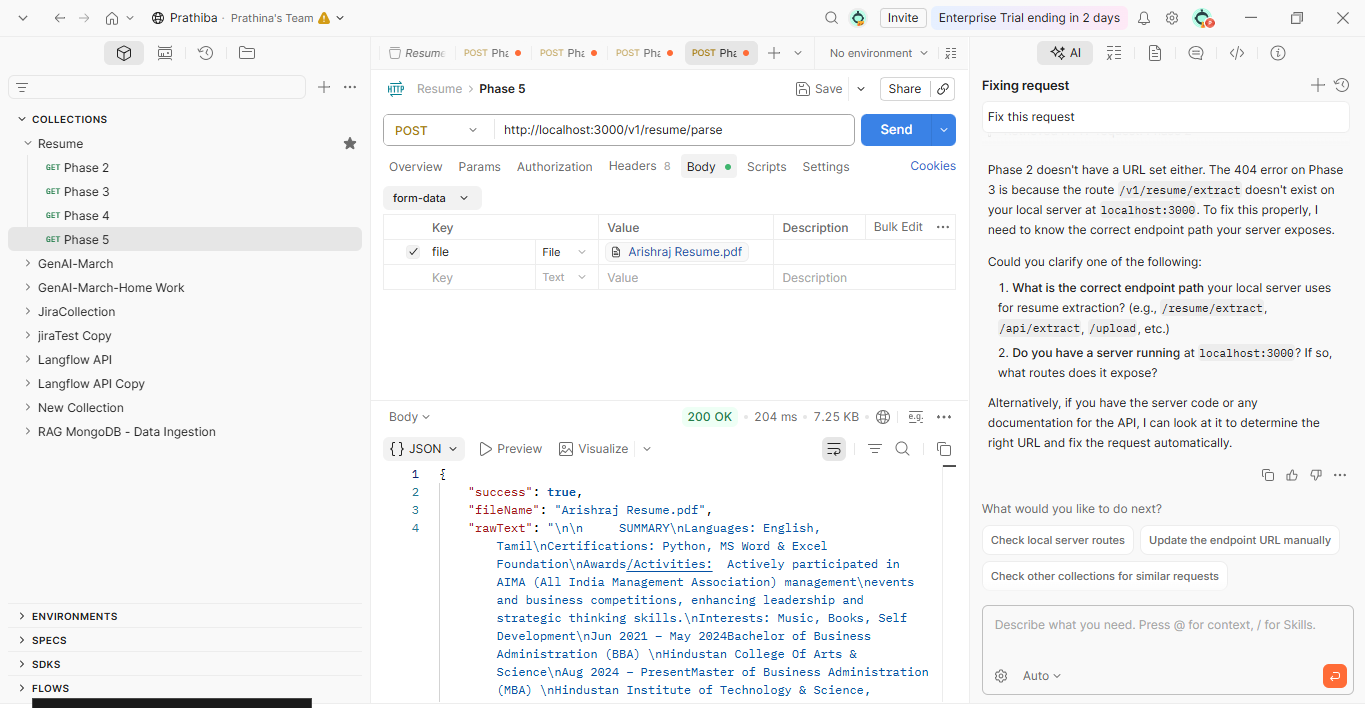 Prathiba · Prathina's Team
Invite
Enterprise Trial ending in 2 days
COLLECTIONS
Resume
GET Phase 2
GET Phase 3
GET Phase 4
GET Phase 5
GenAI-March
GenAI-March-Home Work
JiraCollection
jiraTest Copy
Langflow API
Langflow API Copy
New Collection
RAG MongoDB - Data Ingestion
ENVIRONMENTS
SPECS
SDKS
FLOWS
Resume POST Pha POST Pha POST Pha POST Pha
No environment
HTTP Resume > Phase 5
Save
Share
POST http://localhost:3000/v1/resume/parse
Send
Overview Params Authorization Headers 8 Body Scripts Settings
Cookies
form-data
Key Value Description Bulk Edit
file File Arishraj Resume.pdf
Key Text Value Description
Body
200 OK • 204 ms • 7.25 KB
e.g.
{ } JSON Preview Visualize
1 {
2 "success": true,
3 "fileName": "Arishraj Resume.pdf",
4 "rawText": "\n\n SUMMARY\nLanguages: English,
Tamil\nCertifications: Python, MS Word & Excel
Foundation\nAwards/Activities: Actively participated in
AIMA (All India Management Association) management\nevents
and business competitions, enhancing leadership and
strategic thinking skills.\nInterests: Music, Books, Self
Development\nJun 2021 – May 2024Bachelor of Business
Administration (BBA) \nHindustan College Of Arts &
Science\nAug 2024 – PresentMaster of Business Administration
(MBA) \nHindustan Institute of Technology & Science,
AI
Fixing request
Fix this request
Phase 2 doesn't have a URL set either. The 404 error on Phase
3 is because the route /v1/resume/extract doesn't exist on
your local server at localhost:3000. To fix this properly, I
need to know the correct endpoint path your server exposes.
Could you clarify one of the following:
1. What is the correct endpoint path your local server uses
for resume extraction? (e.g., /resume/extract,
/api/extract, /upload, etc.)
2. Do you have a server running at localhost:3000? If so,
what routes does it expose?
Alternatively, if you have the server code or any
documentation for the API, I can look at it to determine the
right URL and fix the request automatically.
What would you like to do next?
Check local server routes
Update the endpoint URL manually
Check other collections for similar requests
Describe what you need. Press @ for context, / for Skills.
Auto